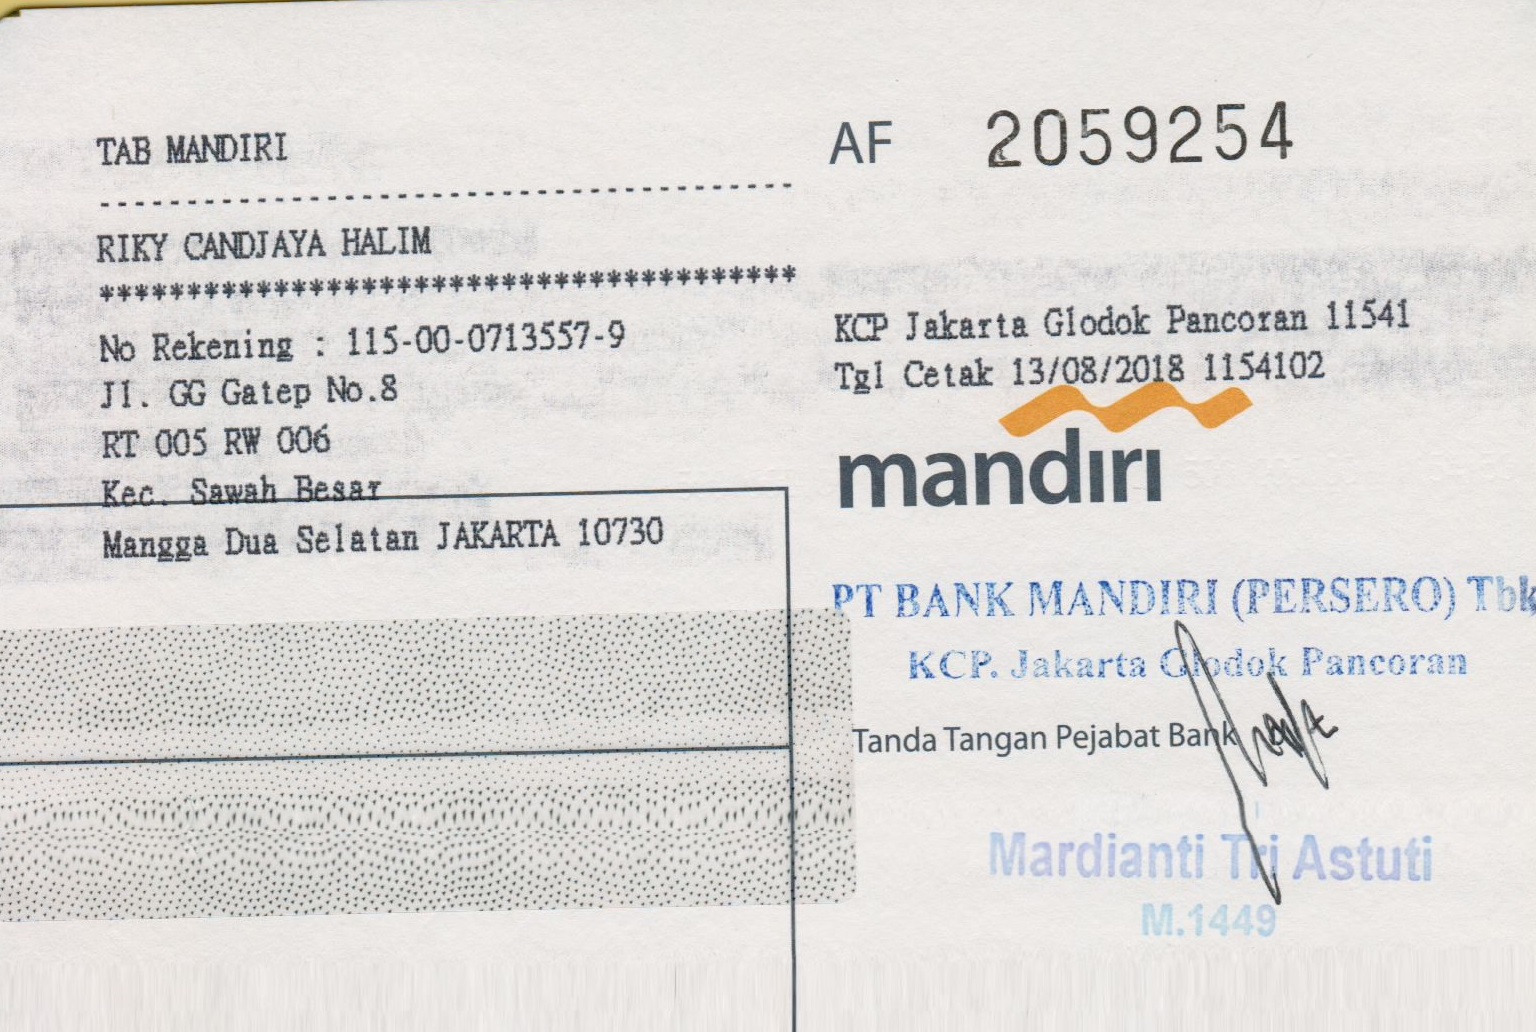 TAB MANDIRI
AF 2059254
--------------------------------------
RIKY CANDJAYA HALIM
****************************************
No Rekening : 115-00-0713557-9
Jl. GG Gatep No.8
RT 005 RW 006
Kec. Sawah Besar
Mangga Dua Selatan JAKARTA 10730
KCP Jakarta Glodok Pancoran 11541
Tgl Cetak 13/08/2018 1154102
mandiri
PT BANK MANDIRI (PERSERO) Tbk
KCP. Jakarta Glodok Pancoran
Tanda Tangan Pejabat Bank
Mardianti Tri Astuti
M.1449